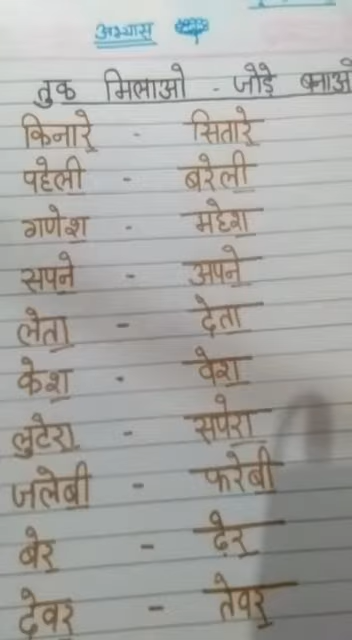 अभ्यास
तुक मिलाओ - जोड़े बनाओ
किनारे - सितारे
पहेली - बरेली
गणेश - महेश
सपने - अपने
लेता - देता
केश - वेश
लुटेरा - सपेरा
जलेबी - फरेबी
बेर - ढेर
देवर - तेवर